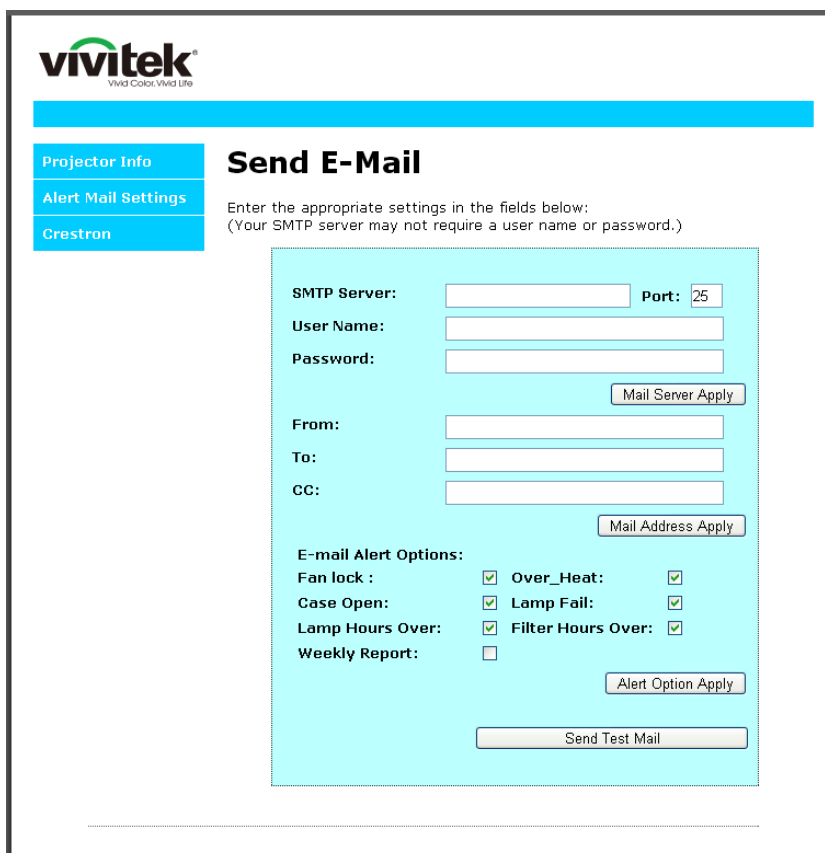 vivitek®
Vivid Color. Vivid Life
Projector Info
Alert Mail Settings
Crestron
Send E-Mail
Enter the appropriate settings in the fields below:
(Your SMTP server may not require a user name or password.)
SMTP Server: Port: 25
User Name:
Password:
Mail Server Apply
From:
To:
CC:
Mail Address Apply
E-mail Alert Options:
Fan lock : Over_Heat:
Case Open: Lamp Fail:
Lamp Hours Over: Filter Hours Over:
Weekly Report:
Alert Option Apply
Send Test Mail